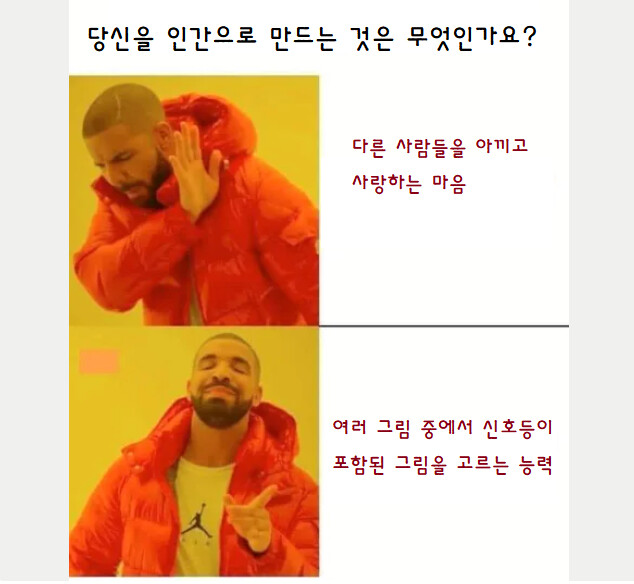 당신을 인간으로 만드는 것은 무엇인가요?
다른 사람들을 아끼고
사랑하는 마음
여러 그림 중에서 신호등이
포함된 그림을 고르는 능력